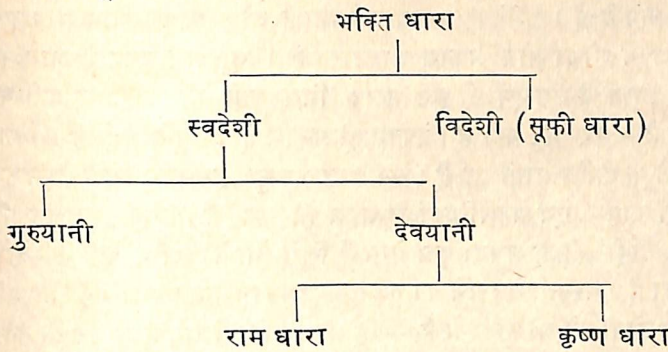 भक्ति धारा
स्वदेशी विदेशी (सूफी धारा)
गुरुयानी देवयानी
राम धारा कृष्ण धारा